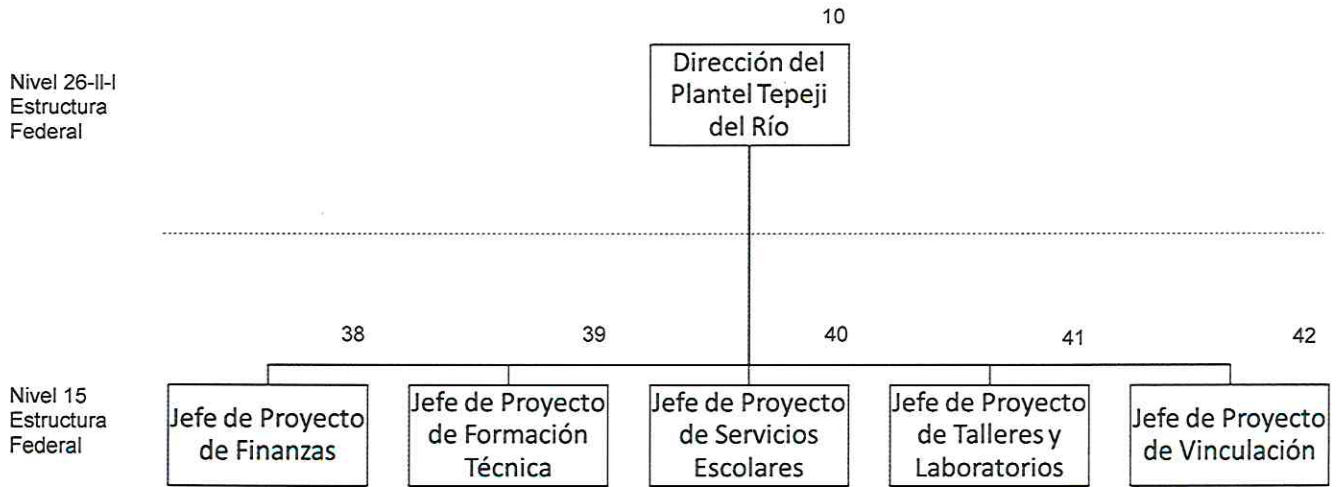 10
Nivel 26-II-I
Estructura
Federal
Dirección del
Plantel Tepeji
del Río
38
39
40
41
42
Nivel 15
Estructura
Federal
Jefe de Proyecto
de Finanzas
Jefe de Proyecto
de Formación
Técnica
Jefe de Proyecto
de Servicios
Escolares
Jefe de Proyecto
de Talleres y
Laboratorios
Jefe de Proyecto
de Vinculación